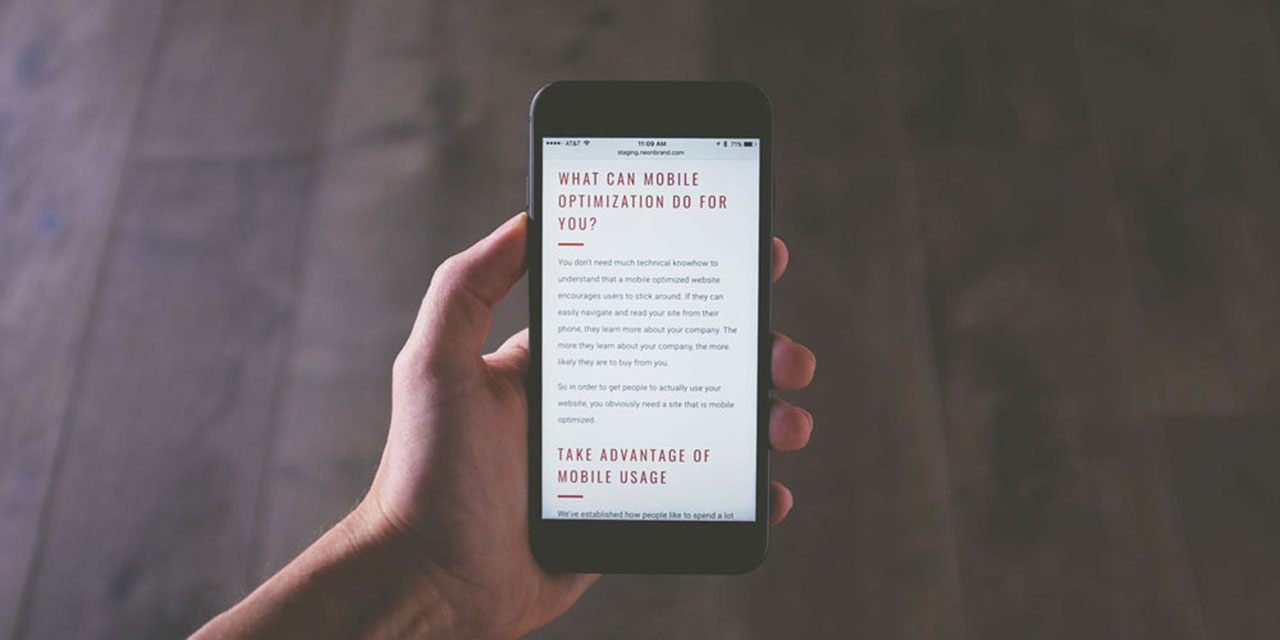 AT&T 11:09 AM 71%
staging.neonbrand.com
WHAT CAN MOBILE
OPTIMIZATION DO FOR
YOU?
You don't need much technical knowhow to
understand that a mobile optimized website
encourages users to stick around. If they can
easily navigate and read your site from their
phone, they learn more about your company. The
more they learn about your company, the more
likely they are to buy from you.
So in order to get people to actually use your
website, you obviously need a site that is mobile
optimized.
TAKE ADVANTAGE OF
MOBILE USAGE
We've established how people like to spend a lot